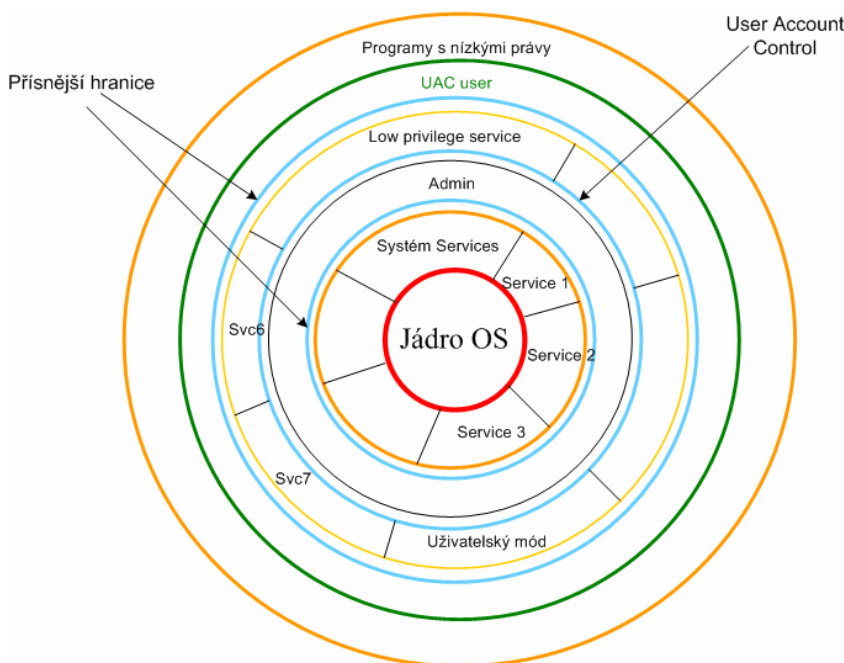 User Account
Control
Programy s nízkými právy
Přísnější hranice
UAC user
Low privilege service
Admin
Systém Services
Service 1
Jádro OS
Svc6
Service 2
Service 3
Svc7
Uživatelský mód